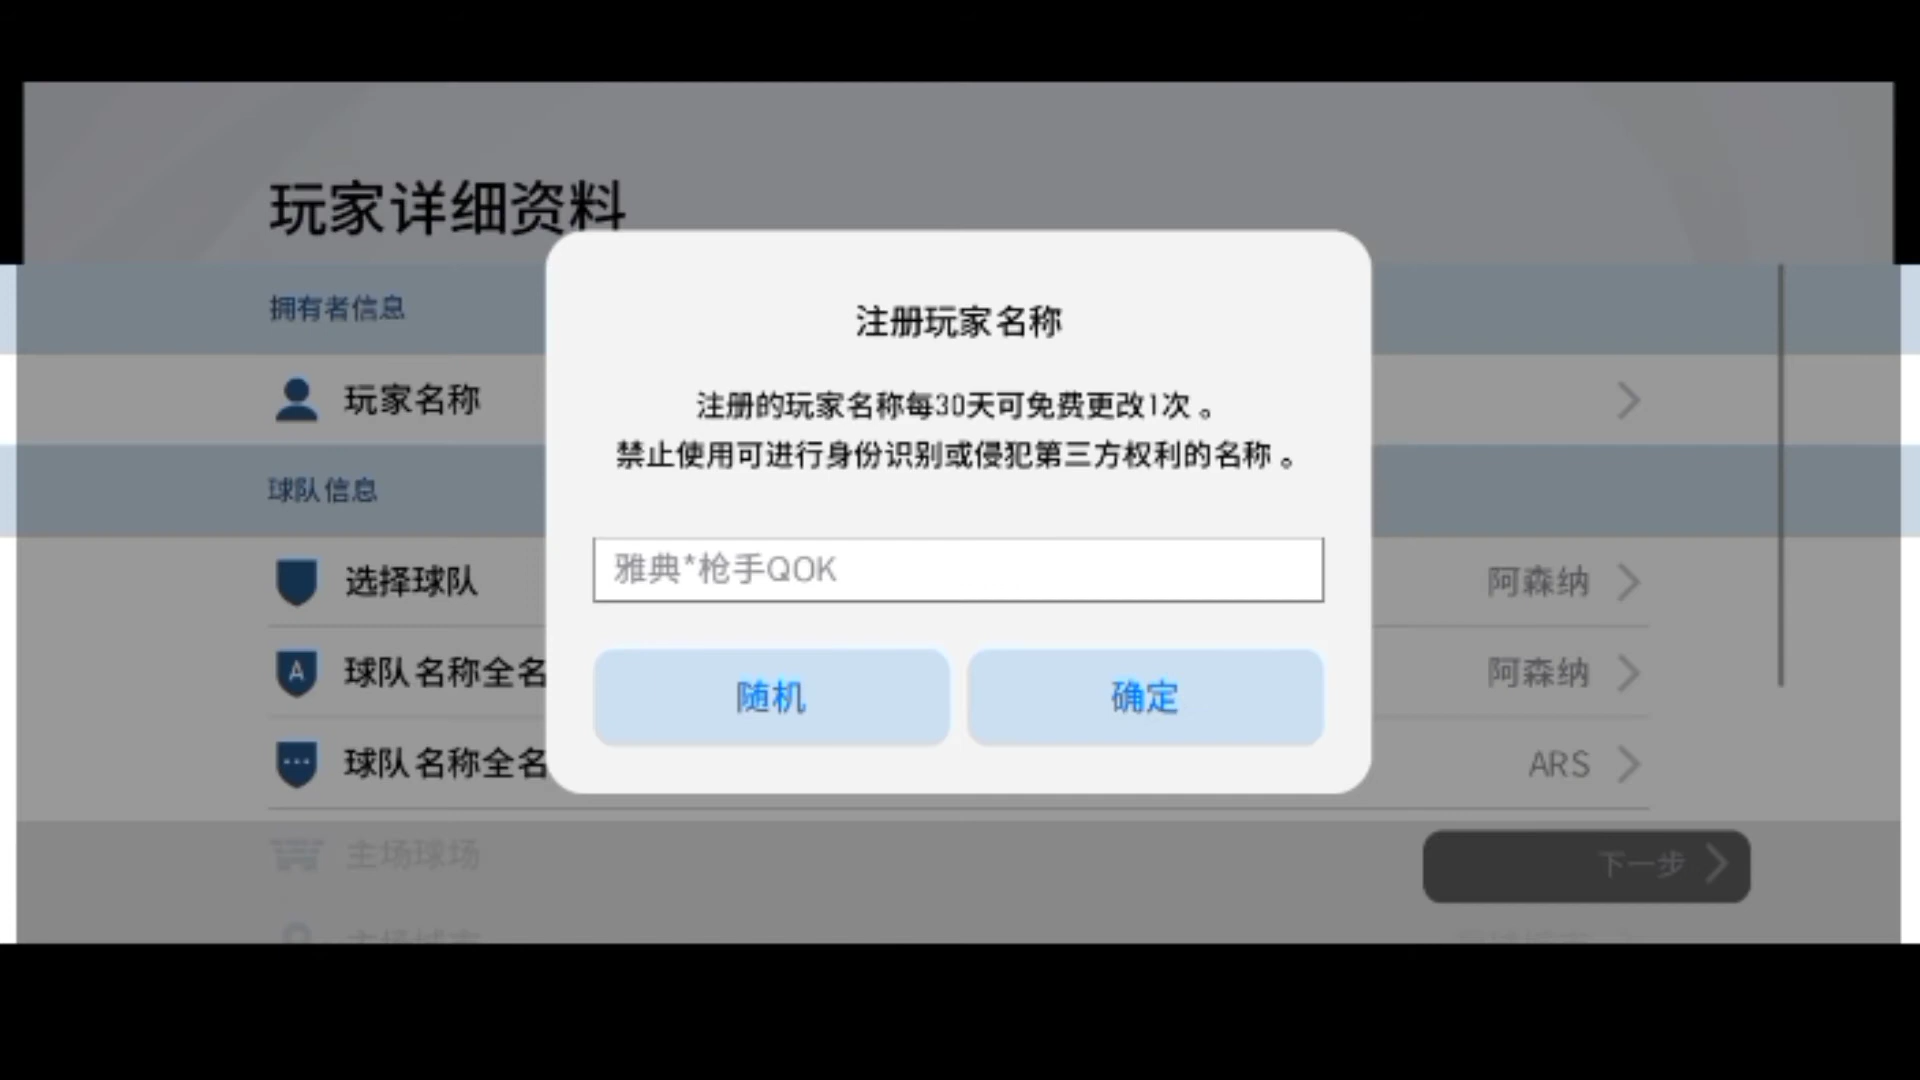 玩家详细资料
拥有者信息
玩家名称
球队信息
选择球队
阿森纳
球队名称全名
阿森纳
球队名称全名
ARS
主场球场
下一步
注册玩家名称
注册的玩家名称每30天可免费更改1次。
禁止使用可进行身份识别或侵犯第三方权利的名称。
雅典*枪手QOK
随机
确定